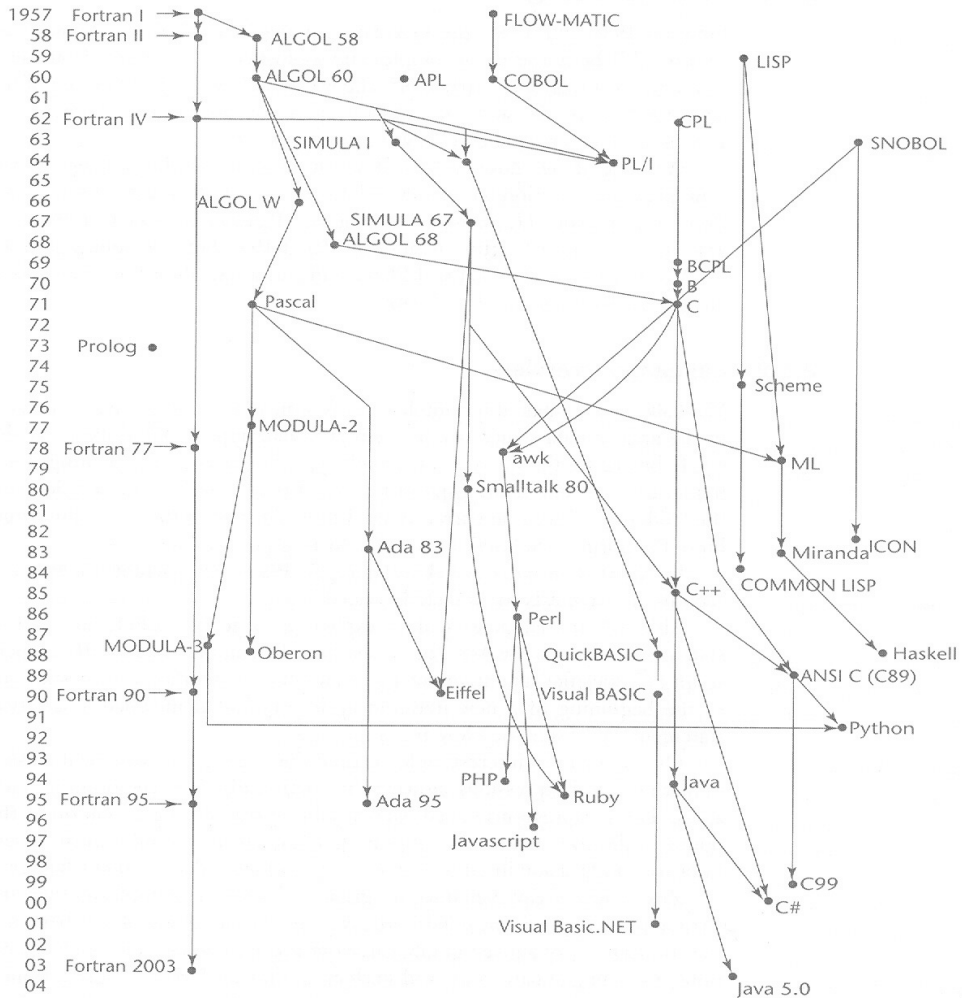 1957 Fortran I FLOW-MATIC
58 Fortran II ALGOL 58
59 LISP
60 ALGOL 60 APL COBOL
61
62 Fortran IV CPL
63 SIMULA I SNOBOL
64 PL/I
65
66 ALGOL W
67 SIMULA 67
68 ALGOL 68
69 BCPL
70 B
71 Pascal C
72
73 Prolog
74
75 Scheme
76
77 MODULA-2
78 Fortran 77 awk
79 ML
80 Smalltalk 80
81
82
83 Ada 83 Miranda ICON
84 COMMON LISP
85 C++
86 Perl
87 MODULA-3
88 Oberon QuickBASIC Haskell
89 ANSI C (C89)
90 Fortran 90 Eiffel Visual BASIC
91 Python
92
93
94 PHP Java
95 Fortran 95 Ada 95 Ruby
96
97 Javascript
98
99 C99
00 C#
01 Visual Basic.NET
02
03 Fortran 2003
04 Java 5.0